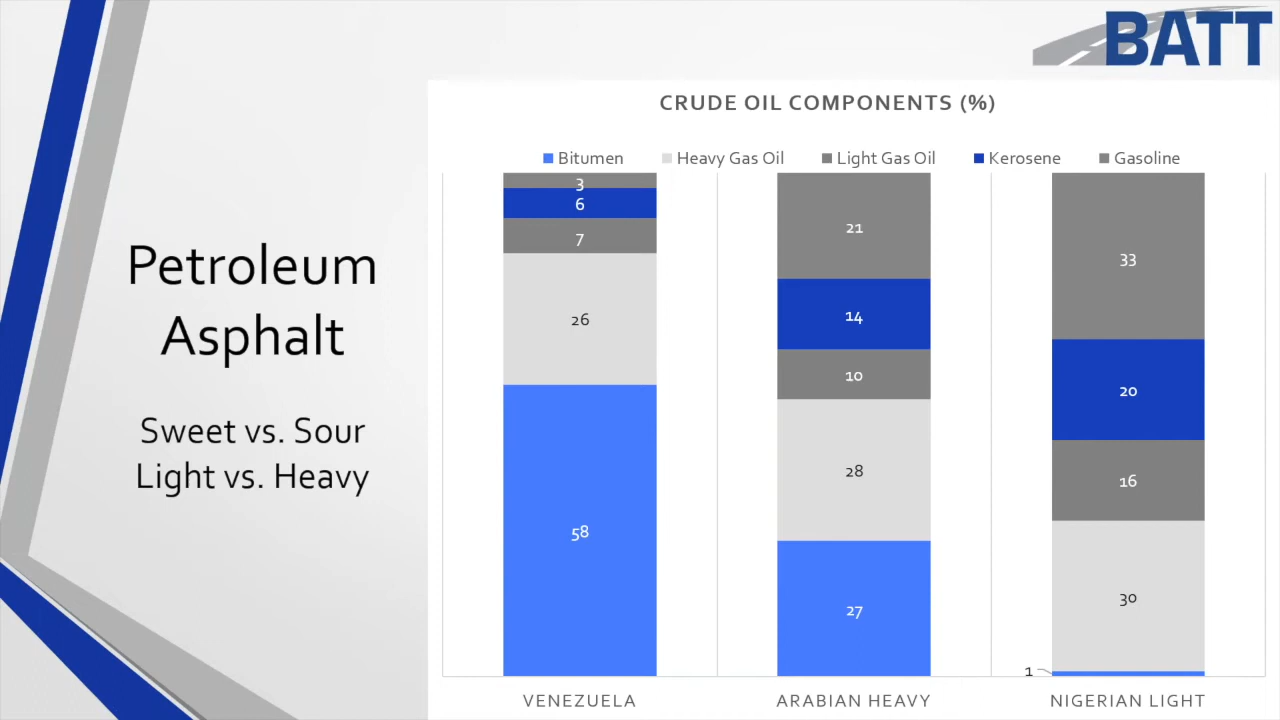 BATT
Petroleum
Asphalt
Sweet vs. Sour
Light vs. Heavy
CRUDE OIL COMPONENTS (%)
Bitumen Heavy Gas Oil Light Gas Oil Kerosene Gasoline
3
6
7
26
58
21
14
10
28
27
33
20
16
30
1
VENEZUELA ARABIAN HEAVY NIGERIAN LIGHT